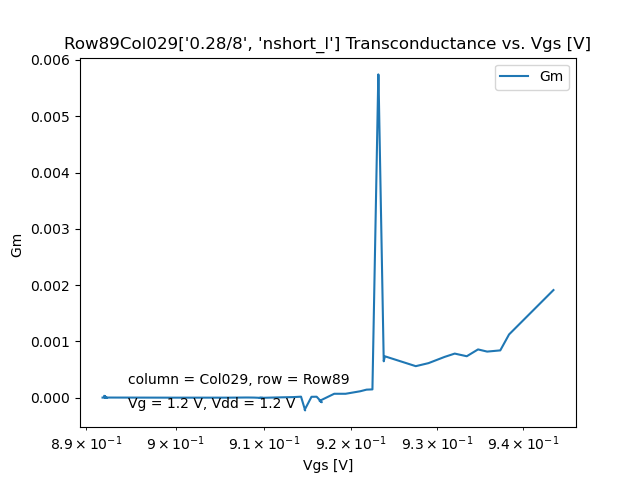 Row89Col029['0.28/8', 'nshort_l'] Transconductance vs. Vgs [V]
Gm
0.006
0.005
0.004
0.003
0.002
0.001
0.000
Gm
column = Col029, row = Row89
Vg = 1.2 V, Vdd = 1.2 V
8.9 × 10⁻¹ 9 × 10⁻¹ 9.1 × 10⁻¹ 9.2 × 10⁻¹ 9.3 × 10⁻¹ 9.4 × 10⁻¹
Vgs [V]